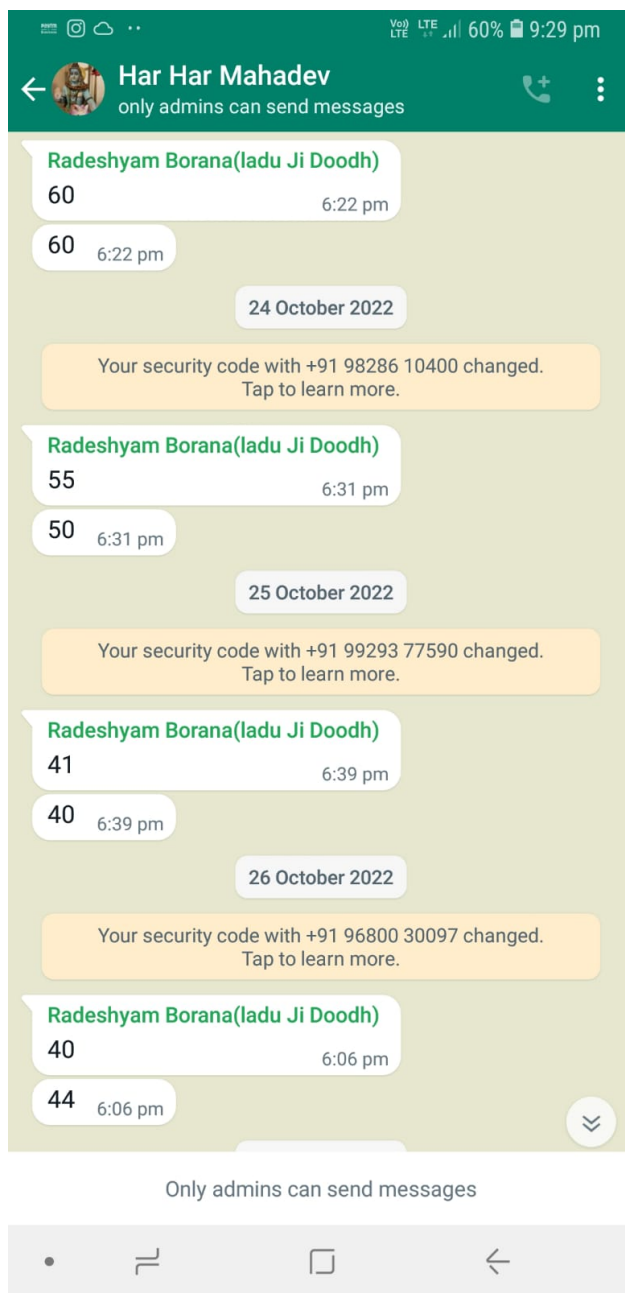 VoLTE LTE 60% 9:29 pm
Har Har Mahadev
only admins can send messages
Radeshyam Borana(ladu Ji Doodh)
60 6:22 pm
60 6:22 pm
24 October 2022
Your security code with +91 98286 10400 changed.
Tap to learn more.
Radeshyam Borana(ladu Ji Doodh)
55 6:31 pm
50 6:31 pm
25 October 2022
Your security code with +91 99293 77590 changed.
Tap to learn more.
Radeshyam Borana(ladu Ji Doodh)
41 6:39 pm
40 6:39 pm
26 October 2022
Your security code with +91 96800 30097 changed.
Tap to learn more.
Radeshyam Borana(ladu Ji Doodh)
40 6:06 pm
44 6:06 pm
Only admins can send messages